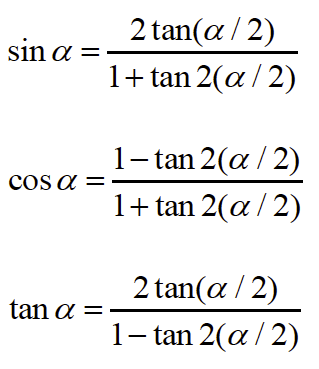 sin α = 2 tan(α / 2) / 1 + tan 2(α / 2)
cos α = 1 − tan 2(α / 2) / 1 + tan 2(α / 2)
tan α = 2 tan(α / 2) / 1 − tan 2(α / 2)